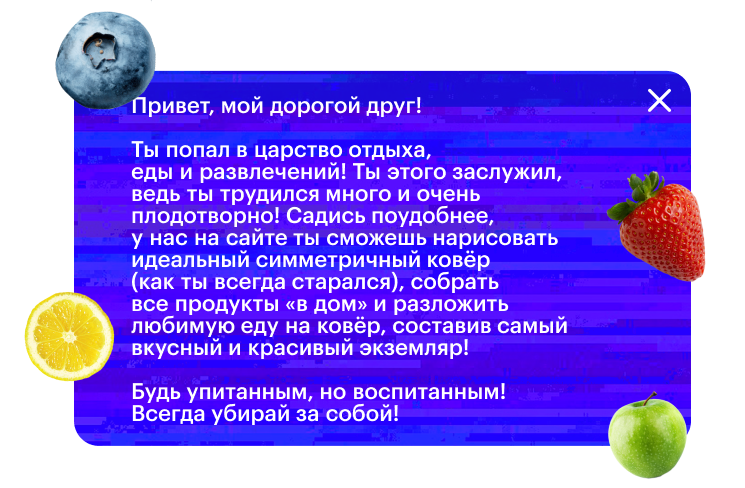 Привет, мой дорогой друг!
Ты попал в царство отдыха,
еды и развлечений! Ты этого заслужил,
ведь ты трудился много и очень
плодотворно! Садись поудобнее,
у нас на сайте ты сможешь нарисовать
идеальный симметричный ковёр
(как ты всегда старался), собрать
все продукты «в дом» и разложить
любимую еду на ковёр, составив самый
вкусный и красивый экземляр!
Будь упитанным, но воспитанным!
Всегда убирай за собой!